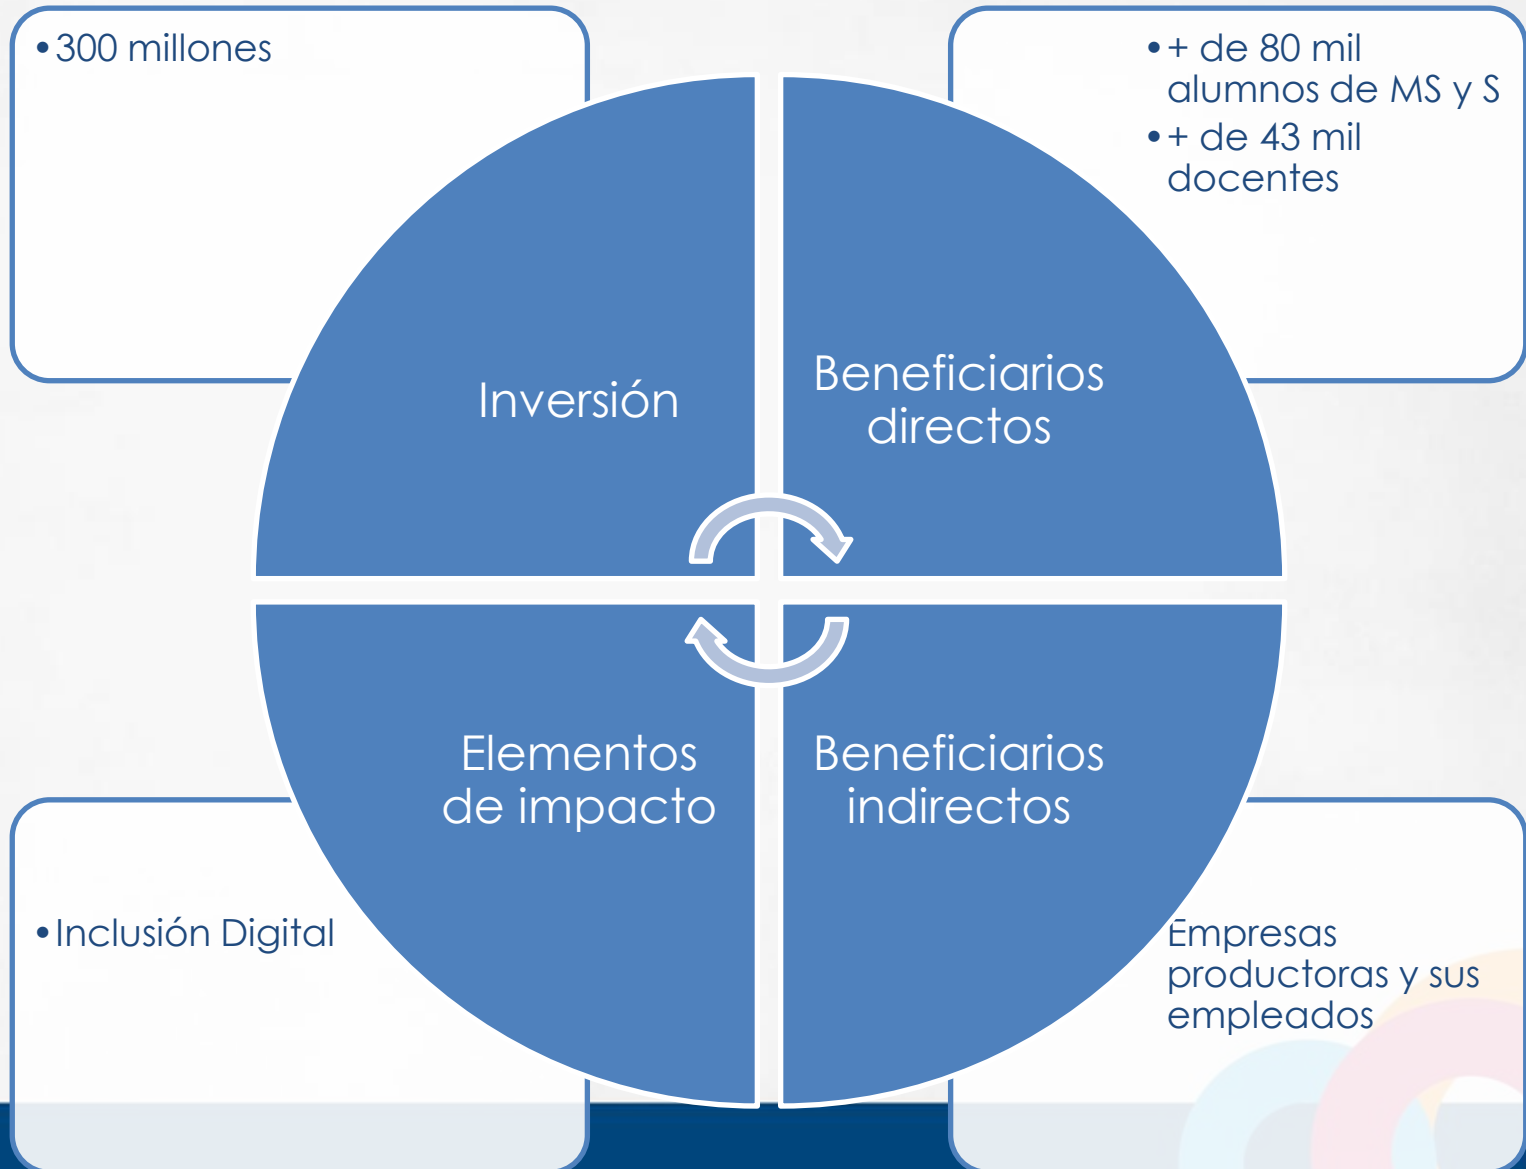 •300 millones
•+ de 80 mil
alumnos de MS y S
•+ de 43 mil
docentes
Inversión
Beneficiarios
directos
Elementos
de impacto
Beneficiarios
indirectos
•Inclusión Digital
Empresas
productoras y sus
empleados